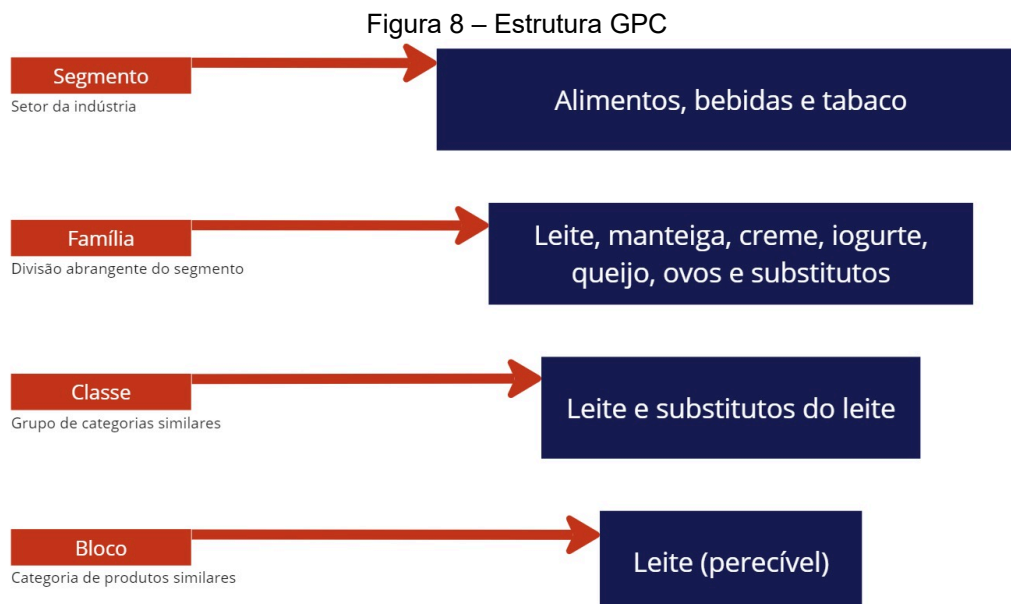 Figura 8 – Estrutura GPC
Segmento
Setor da indústria
Alimentos, bebidas e tabaco
Família
Divisão abrangente do segmento
Leite, manteiga, creme, iogurte,
queijo, ovos e substitutos
Classe
Grupo de categorias similares
Leite e substitutos do leite
Bloco
Categoria de produtos similares
Leite (perecível)